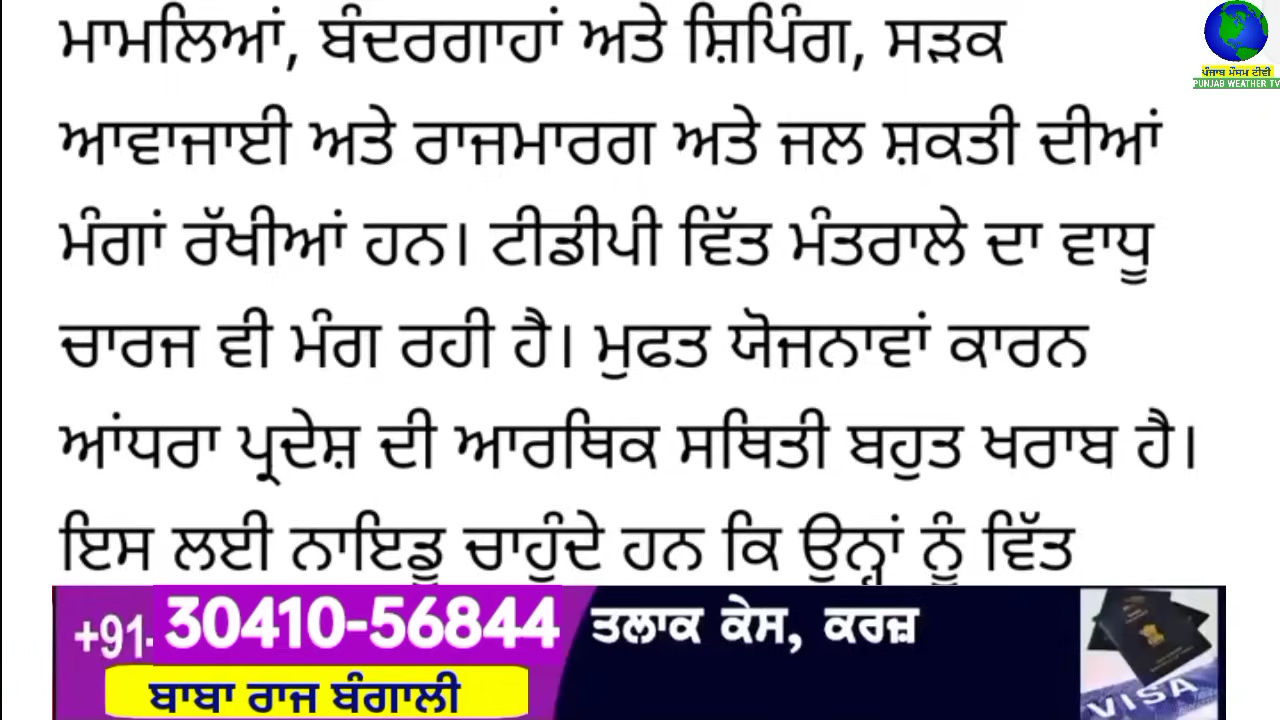 ਮਾਮਲਿਆਂ, ਬੰਦਰਗਾਹਾਂ ਅਤੇ ਸ਼ਿਪਿੰਗ, ਸੜਕ
ਆਵਾਜਾਈ ਅਤੇ ਰਾਜਮਾਰਗ ਅਤੇ ਜਲ ਸ਼ਕਤੀ ਦੀਆਂ
ਮੰਗਾਂ ਰੱਖੀਆਂ ਹਨ। ਟੀਡੀਪੀ ਵਿੱਤ ਮੰਤਰਾਲੇ ਦਾ ਵਾਧੂ
ਚਾਰਜ ਵੀ ਮੰਗ ਰਹੀ ਹੈ। ਮੁਫਤ ਯੋਜਨਾਵਾਂ ਕਾਰਨ
ਆਂਧਰਾ ਪ੍ਰਦੇਸ਼ ਦੀ ਆਰਥਿਕ ਸਥਿਤੀ ਬਹੁਤ ਖਰਾਬ ਹੈ।
ਇਸ ਲਈ ਨਾਇਡੂ ਚਾਹੁੰਦੇ ਹਨ ਕਿ ਉਨ੍ਹਾਂ ਨੂੰ ਵਿੱਤ
ਪੰਜਾਬ ਮੌਸਮ ਟੀਵੀ
PUNJAB WEATHER TV
+91. 30410-56844
ਬਾਬਾ ਰਾਜ ਬੰਗਾਲੀ
ਤਲਾਕ ਕੇਸ, ਕਰਜ਼
VISA